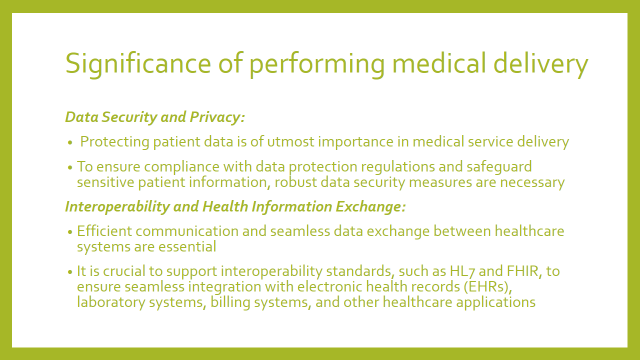 Significance of performing medical delivery
Data Security and Privacy:
• Protecting patient data is of utmost importance in medical service delivery
• To ensure compliance with data protection regulations and safeguard
sensitive patient information, robust data security measures are necessary
Interoperability and Health Information Exchange:
• Efficient communication and seamless data exchange between healthcare
systems are essential
• It is crucial to support interoperability standards, such as HL7 and FHIR, to
ensure seamless integration with electronic health records (EHRs),
laboratory systems, billing systems, and other healthcare applications